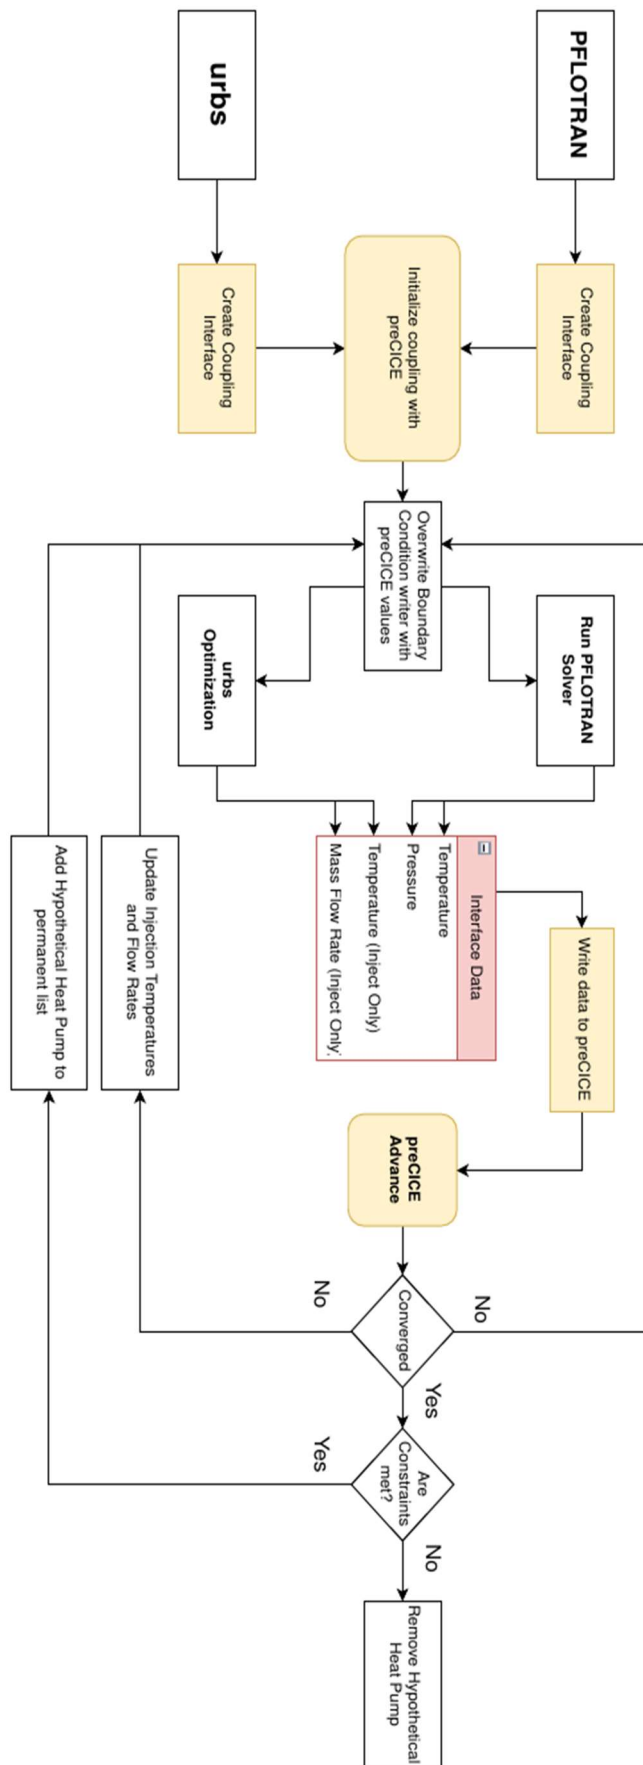 PFLOTRAN
Create Coupling
Interface
urbs
Create Coupling
Interface
Initialize coupling with
preCICE
Overwrite Boundary
Condition writer with
preCICE values
Run PFLOTRAN
Solver
urbs
Optimization
Interface Data
Temperature
Pressure
Temperature (Inject Only)
Mass Flow Rate (Inject Only)
Write data to preCICE
preCICE
Advance
Converged
No
No
Yes
Update Injection Temperatures
and Flow Rates
Are
Constraints
met?
Yes
No
Add Hypothetical Heat Pump to
permanent list
Remove Hypothetical
Heat Pump